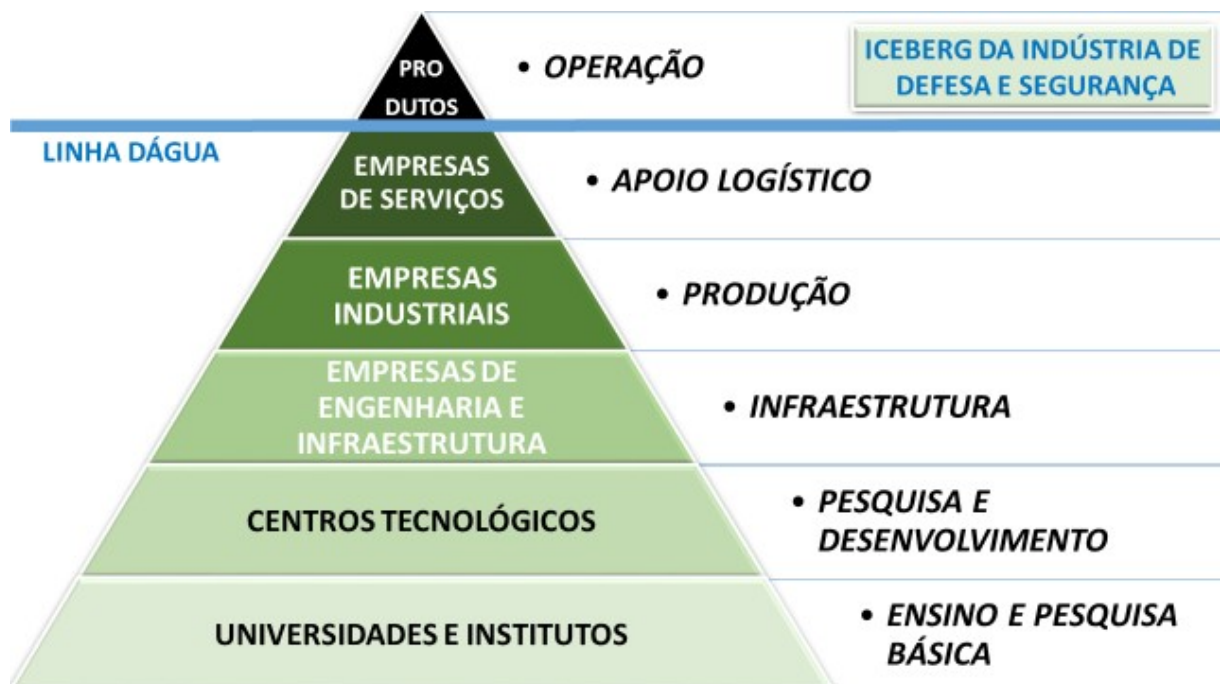 PRO
DUTOS
• OPERAÇÃO
ICEBERG DA INDÚSTRIA DE
DEFESA E SEGURANÇA
LINHA DÁGUA
EMPRESAS
DE SERVIÇOS
• APOIO LOGÍSTICO
EMPRESAS
INDUSTRIAIS
• PRODUÇÃO
EMPRESAS DE
ENGENHARIA E
INFRAESTRUTURA
• INFRAESTRUTURA
CENTROS TECNOLÓGICOS
• PESQUISA E
DESENVOLVIMENTO
UNIVERSIDADES E INSTITUTOS
• ENSINO E PESQUISA
BÁSICA